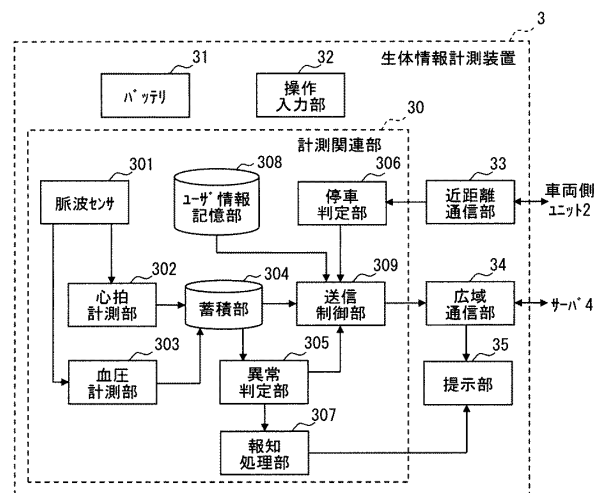 3
生体情報計測装置
31
ﾊﾞｯﾃﾘ
32
操作
入力部
30
計測関連部
301
脈波ｾﾝｻ
308
ﾕｰｻﾞ情報
記憶部
306
停車
判定部
33
近距離
通信部
車両側
ﾕﾆｯﾄ2
302
心拍
計測部
304
蓄積部
309
送信
制御部
34
広域
通信部
ｻｰﾊﾞ4
303
血圧
計測部
305
異常
判定部
35
提示部
307
報知
処理部